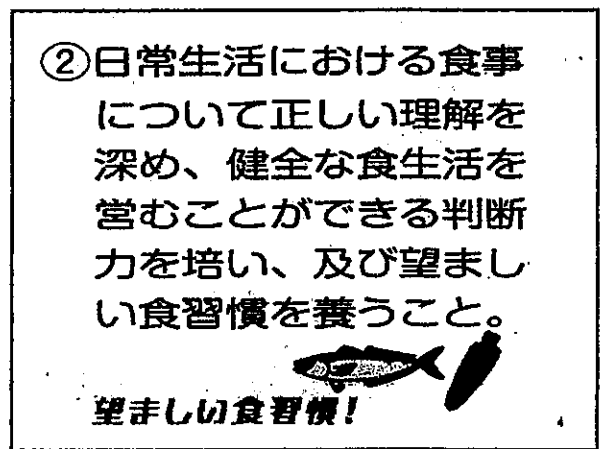 ②日常生活における食事
について正しい理解を
深め、健全な食生活を
営むことができる判断
力を培い、及び望まし
い食習慣を養うこと。
望ましい食習慣!
4